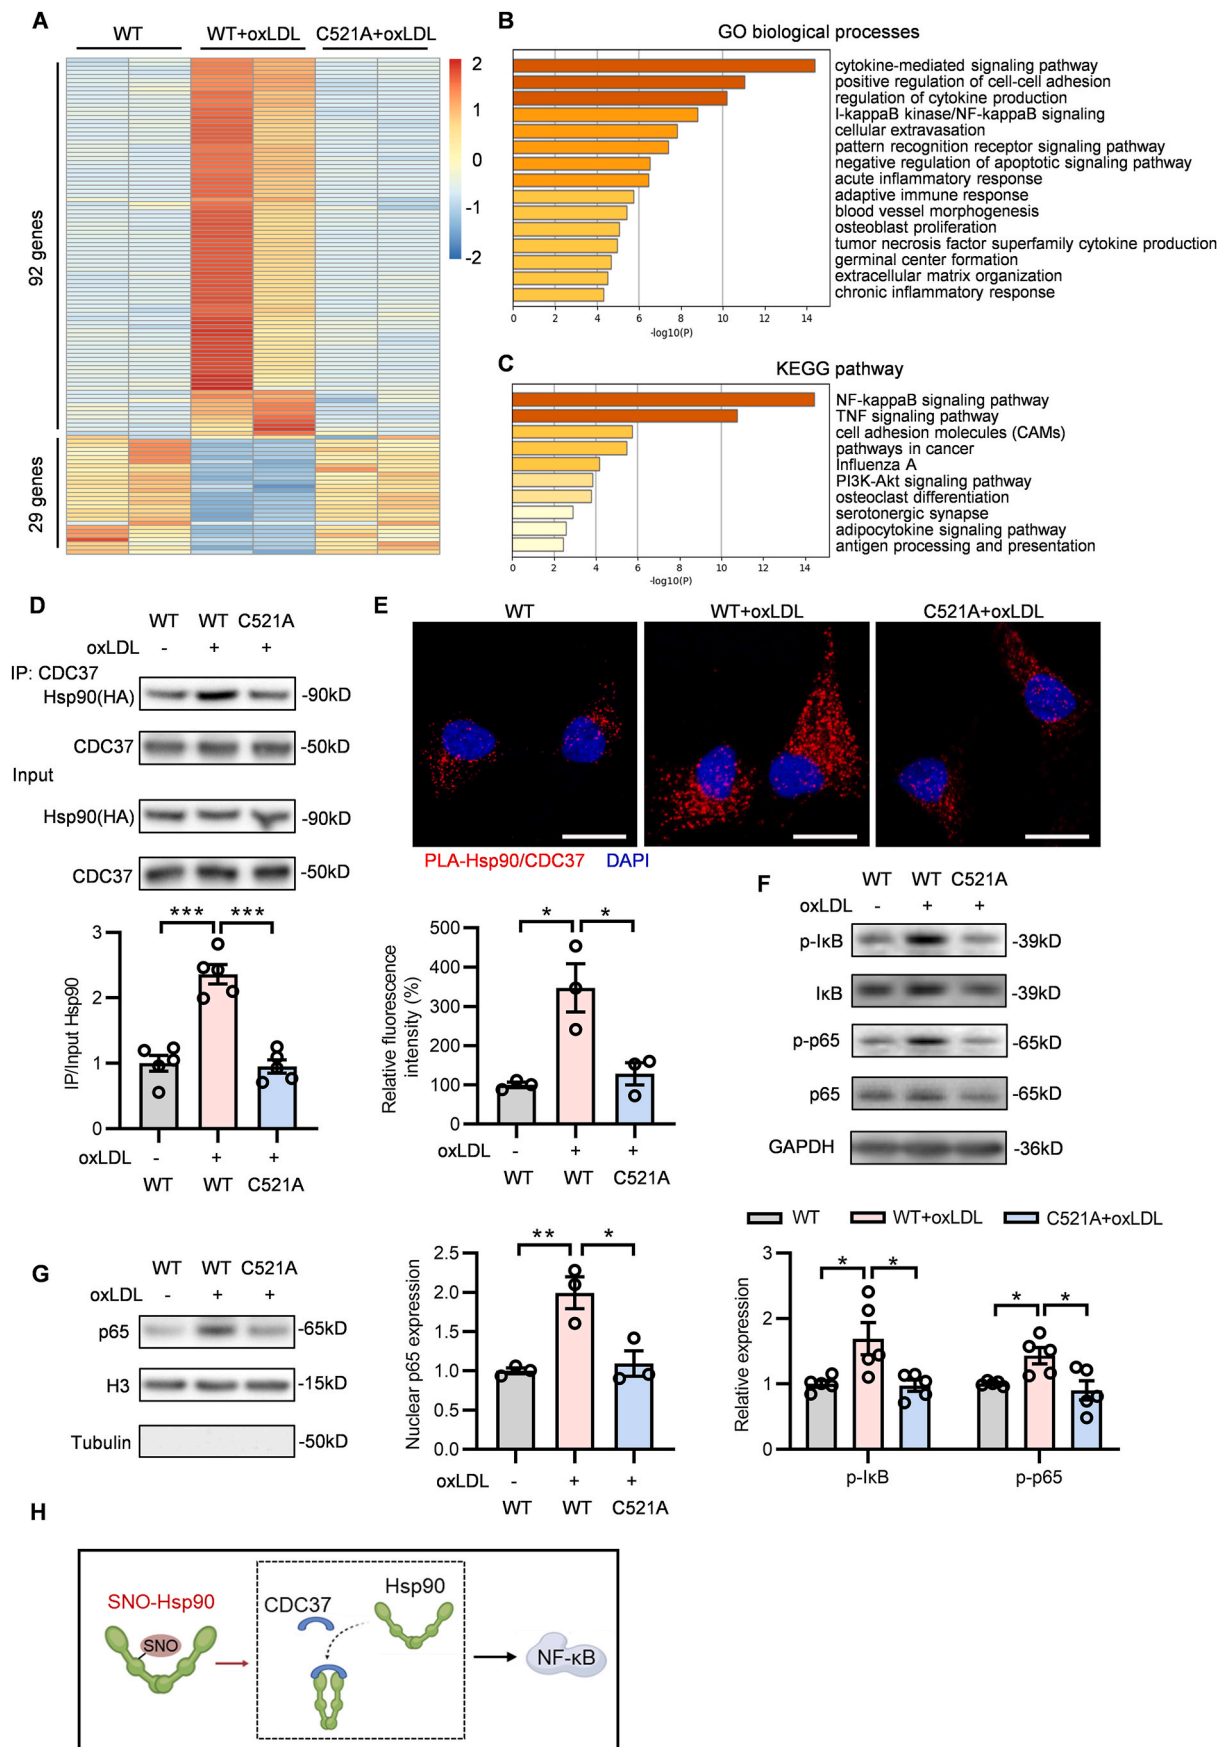 A
WT
WT+oxLDL
C521A+oxLDL
92 genes
29 genes
2
1
0
-1
-2
B
GO biological processes
cytokine-mediated signaling pathway
positive regulation of cell-cell adhesion
regulation of cytokine production
I-kappaB kinase/NF-kappaB signaling
cellular extravasation
pattern recognition receptor signaling pathway
negative regulation of apoptotic signaling pathway
acute inflammatory response
adaptive immune response
blood vessel morphogenesis
osteoblast proliferation
tumor necrosis factor superfamily cytokine production
germinal center formation
extracellular matrix organization
chronic inflammatory response
0 2 4 6 8 10 12 14
-log10(P)
C
KEGG pathway
NF-kappaB signaling pathway
TNF signaling pathway
cell adhesion molecules (CAMs)
pathways in cancer
Influenza A
PI3K-Akt signaling pathway
osteoclast differentiation
serotonergic synapse
adipocytokine signaling pathway
antigen processing and presentation
0 2 4 6 8 10 12 14
-log10(P)
D
WT WT C521A
oxLDL - + +
IP: CDC37
Hsp90(HA) -90kD
CDC37 -50kD
Input
Hsp90(HA) -90kD
CDC37 -50kD
*** ***
IP/Input Hsp90
3
2
1
0
oxLDL - + +
WT WT C521A
E
WT
WT+oxLDL
C521A+oxLDL
PLA-Hsp90/CDC37 DAPI
* *
Relative fluorescence
intensity (%)
500
400
300
200
100
0
oxLDL - + +
WT WT C521A
F
WT WT C521A
oxLDL - + +
p-IκB -39kD
IκB -39kD
p-p65 -65kD
p65 -65kD
GAPDH -36kD
WT WT+oxLDL C521A+oxLDL
Relative expression
3
2
1
0
* *
* *
p-IκB p-p65
G
WT WT C521A
oxLDL - + +
p65 -65kD
H3 -15kD
Tubulin -50kD
** *
Nuclear p65 expression
2.5
2.0
1.5
1.0
0.5
0.0
oxLDL - + +
WT WT C521A
H
SNO-Hsp90
SNO
CDC37
Hsp90
NF-κB